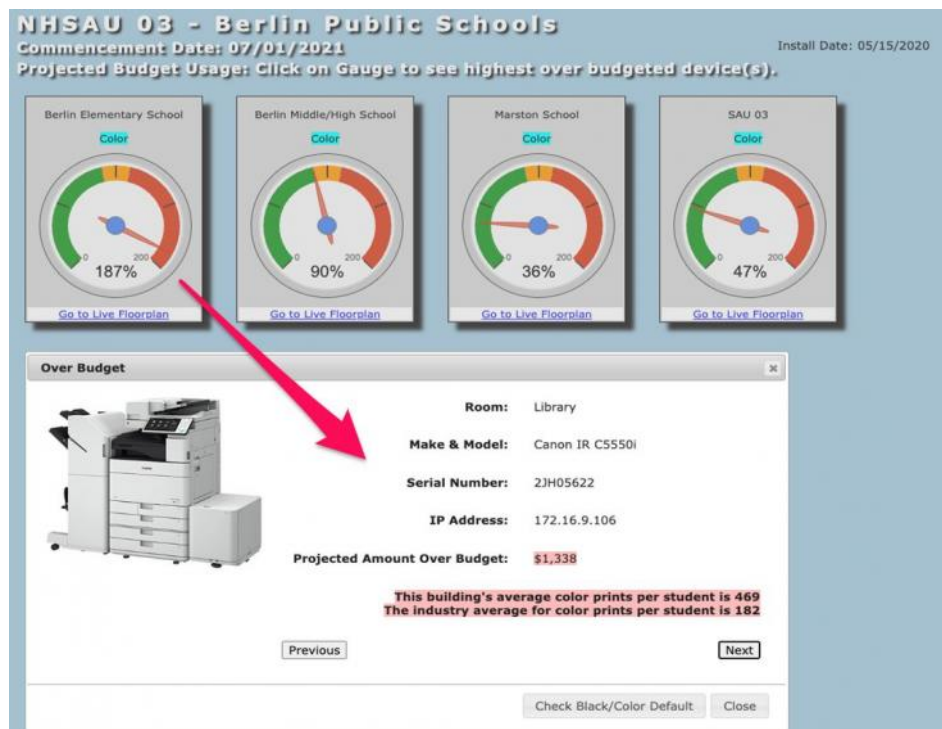 NHSAU 03 - Berlin Public Schools
Commencement Date: 07/01/2021
Install Date: 05/15/2020
Projected Budget Usage: Click on Gauge to see highest over budgeted device(s).
Berlin Elementary School
Color
0 200
187%
Go to Live Floorplan
Berlin Middle/High School
Color
0 200
90%
Go to Live Floorplan
Marston School
Color
0 200
36%
Go to Live Floorplan
SAU 03
Color
0 200
47%
Go to Live Floorplan
Over Budget
Room: Library
Make & Model: Canon IR C5550i
Serial Number: 2JH05622
IP Address: 172.16.9.106
Projected Amount Over Budget: $1,338
This building's average color prints per student is 469
The industry average for color prints per student is 182
Previous
Next
Check Black/Color Default
Close